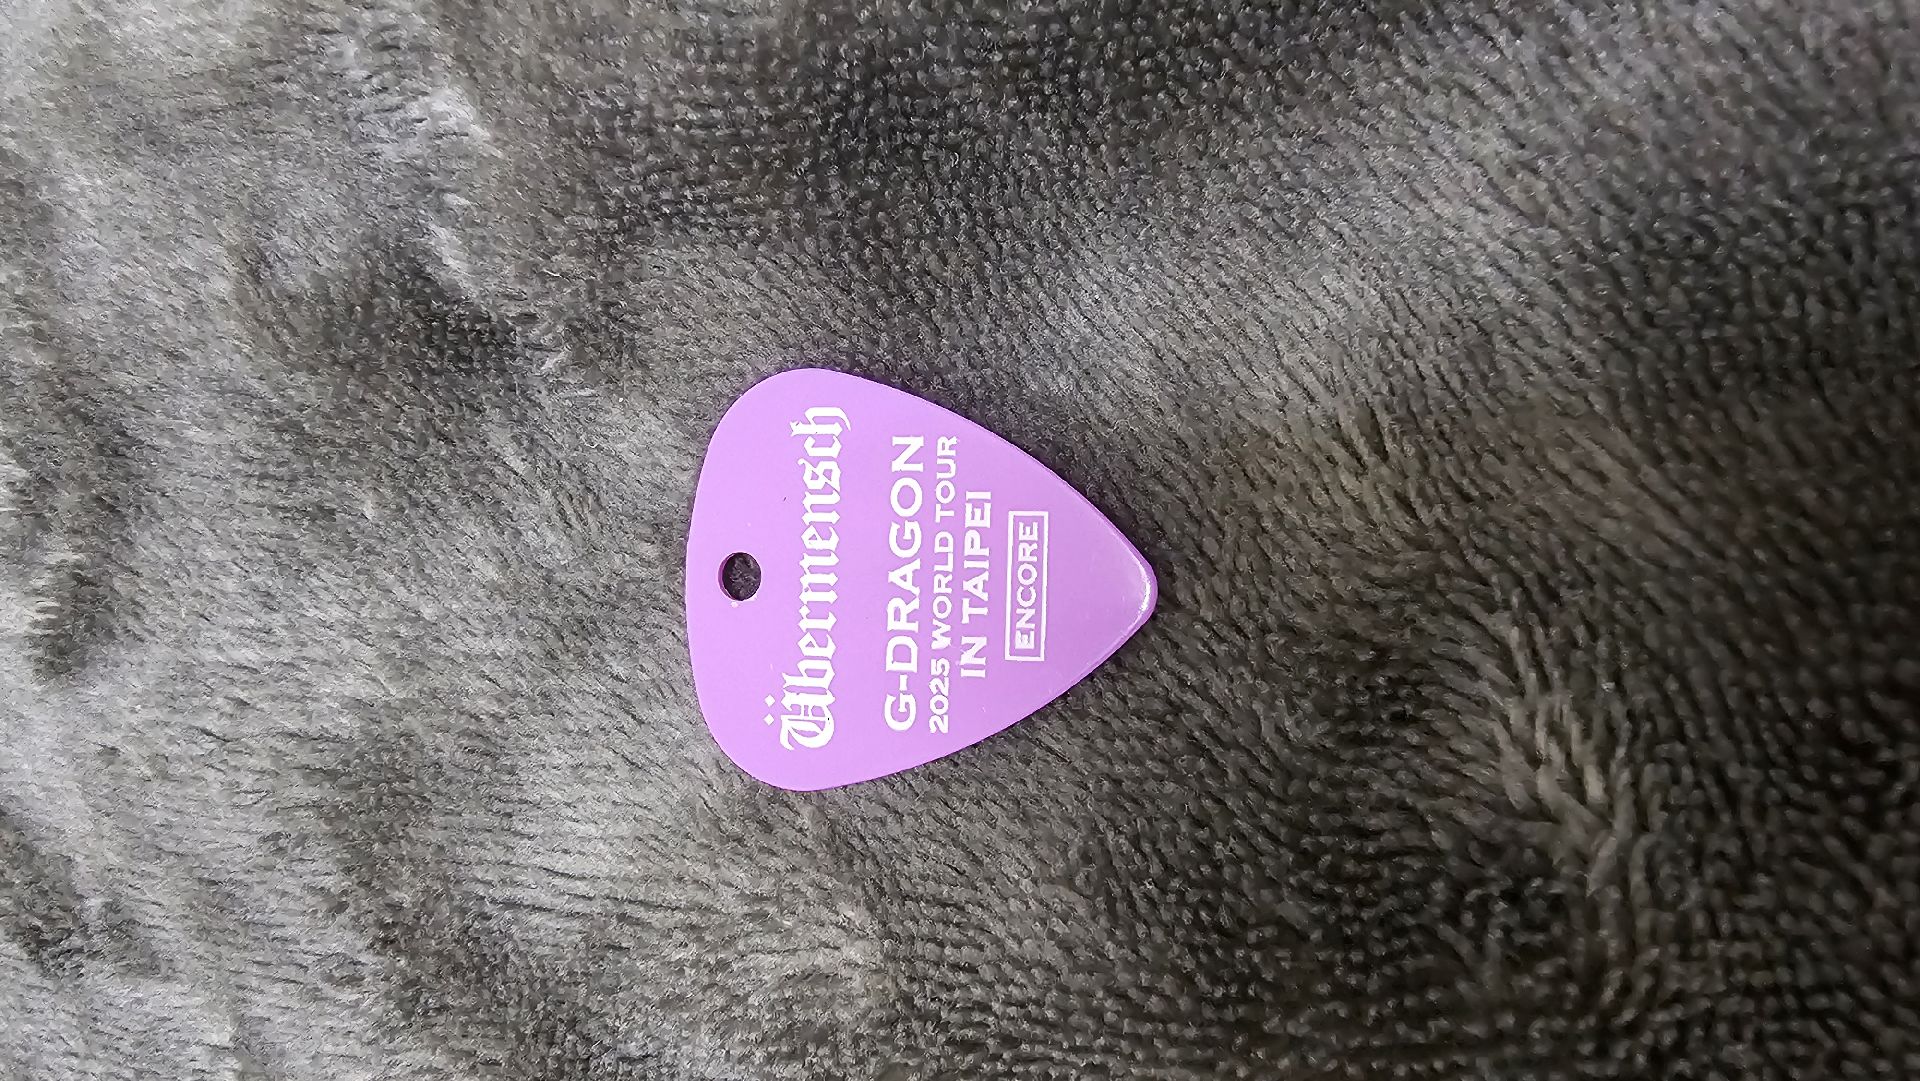 Übermensch
G-DRAGON
2025 WORLD TOUR
IN TAIPEI
ENCORE